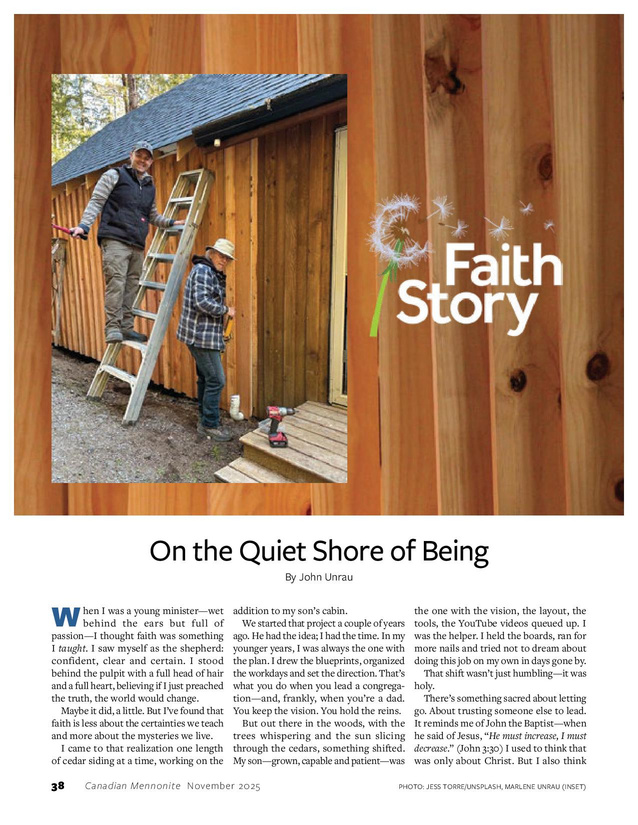 Faith
Story
On the Quiet Shore of Being
By John Unrau
When I was a young minister—wet
behind the ears but full of
passion—I thought faith was something
I taught. I saw myself as the shepherd:
confident, clear and certain. I stood
behind the pulpit with a full head of hair
and a full heart, believing if I just preached
the truth, the world would change.
Maybe it did, a little. But I’ve found that
faith is less about the certainties we teach
and more about the mysteries we live.
I came to that realization one length
of cedar siding at a time, working on the
addition to my son’s cabin.
We started that project a couple of years
ago. He had the idea; I had the time. In my
younger years, I was always the one with
the plan. I drew the blueprints, organized
the workdays and set the direction. That’s
what you do when you lead a congrega-
tion—and, frankly, when you’re a dad.
You keep the vision. You hold the reins.
But out there in the woods, with the
trees whispering and the sun slicing
through the cedars, something shifted.
My son—grown, capable and patient—was
the one with the vision, the layout, the
tools, the YouTube videos queued up. I
was the helper. I held the boards, ran for
more nails and tried not to dream about
doing this job on my own in days gone by.
That shift wasn’t just humbling—it was
holy.
There’s something sacred about letting
go. About trusting someone else to lead.
It reminds me of John the Baptist—when
he said of Jesus, “He must increase, I must
decrease.” (John 3:30) I used to think that
was only about Christ. But I also think
38 Canadian Mennonite November 2025
PHOTO: JESS TORRE/UNSPLASH, MARLENE UNRAU (INSET)